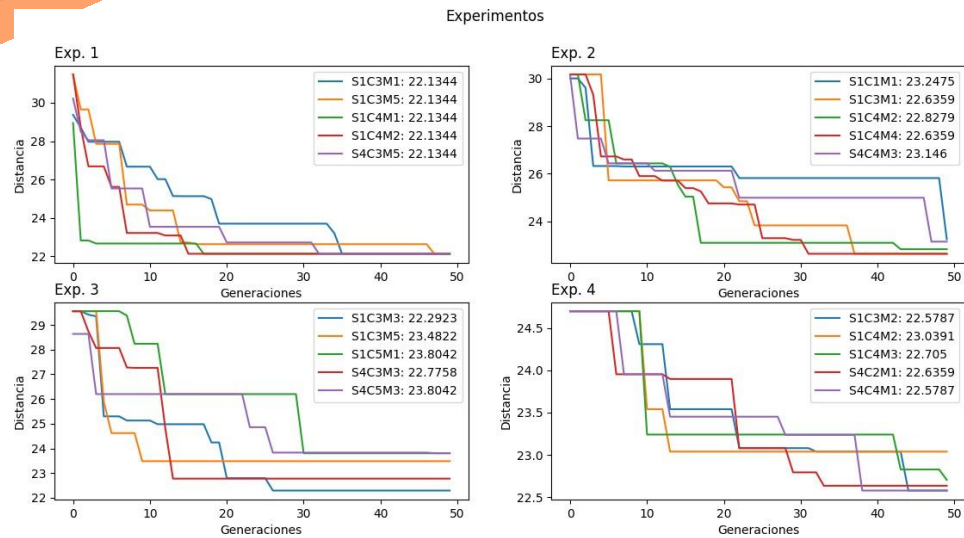 Experimentos
Exp. 1
S1C3M1: 22.1344
S1C3M5: 22.1344
S1C4M1: 22.1344
S1C4M2: 22.1344
S4C3M5: 22.1344
Distancia
30
28
26
24
22
0 10 20 30 40 50
Generaciones
Exp. 2
S1C1M1: 23.2475
S1C3M1: 22.6359
S1C4M2: 22.8279
S1C4M4: 22.6359
S4C4M3: 23.146
Distancia
30
28
26
24
0 10 20 30 40 50
Generaciones
Exp. 3
S1C3M3: 22.2923
S1C3M5: 23.4822
S1C5M1: 23.8042
S4C3M3: 22.7758
S4C5M3: 23.8042
Distancia
29
28
27
26
25
24
23
22
0 10 20 30 40 50
Generaciones
Exp. 4
S1C3M2: 22.5787
S1C4M2: 23.0391
S1C4M3: 22.705
S4C2M1: 22.6359
S4C4M1: 22.5787
Distancia
24.5
24.0
23.5
23.0
22.5
0 10 20 30 40 50
Generaciones